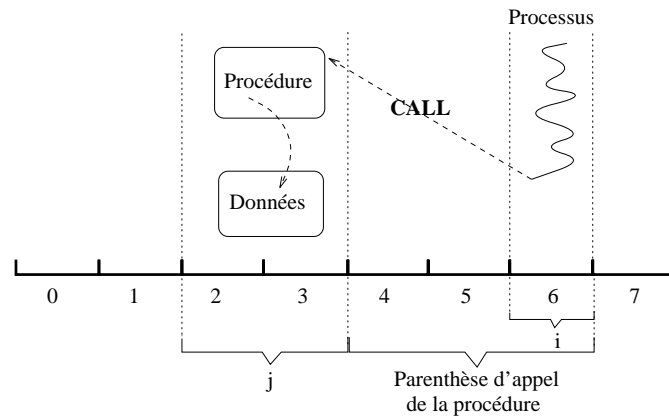 Processus
Procédure
CALL
Données
0 1 2 3 4 5 6 7
i
j
Parenthèse d'appel
de la procédure